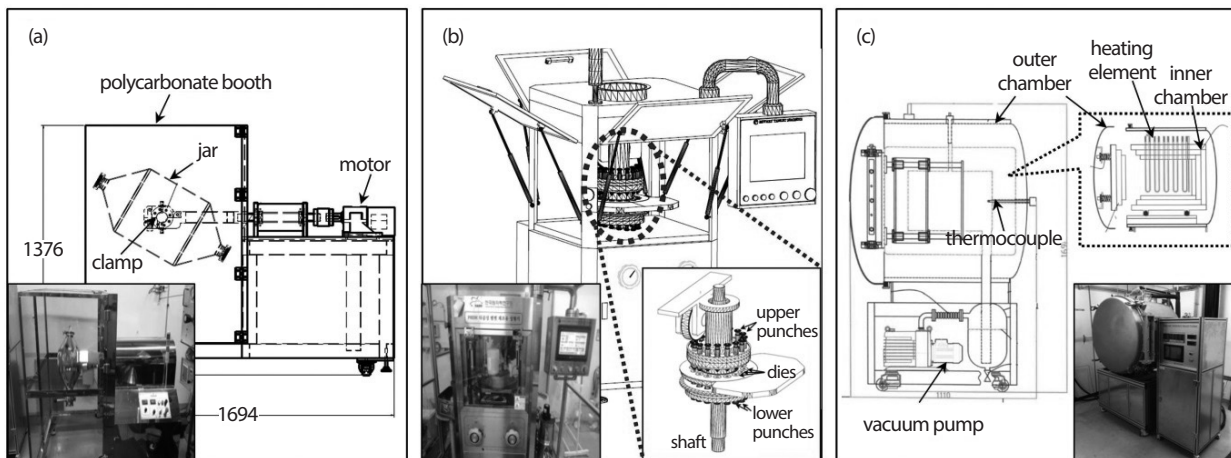 (a)
polycarbonate booth
jar
motor
clamp
1376
1694
(b)
upper
punches
dies
lower
punches
shaft
(c)
outer
chamber
heating
element
inner
chamber
thermocouple
vacuum pump
1110